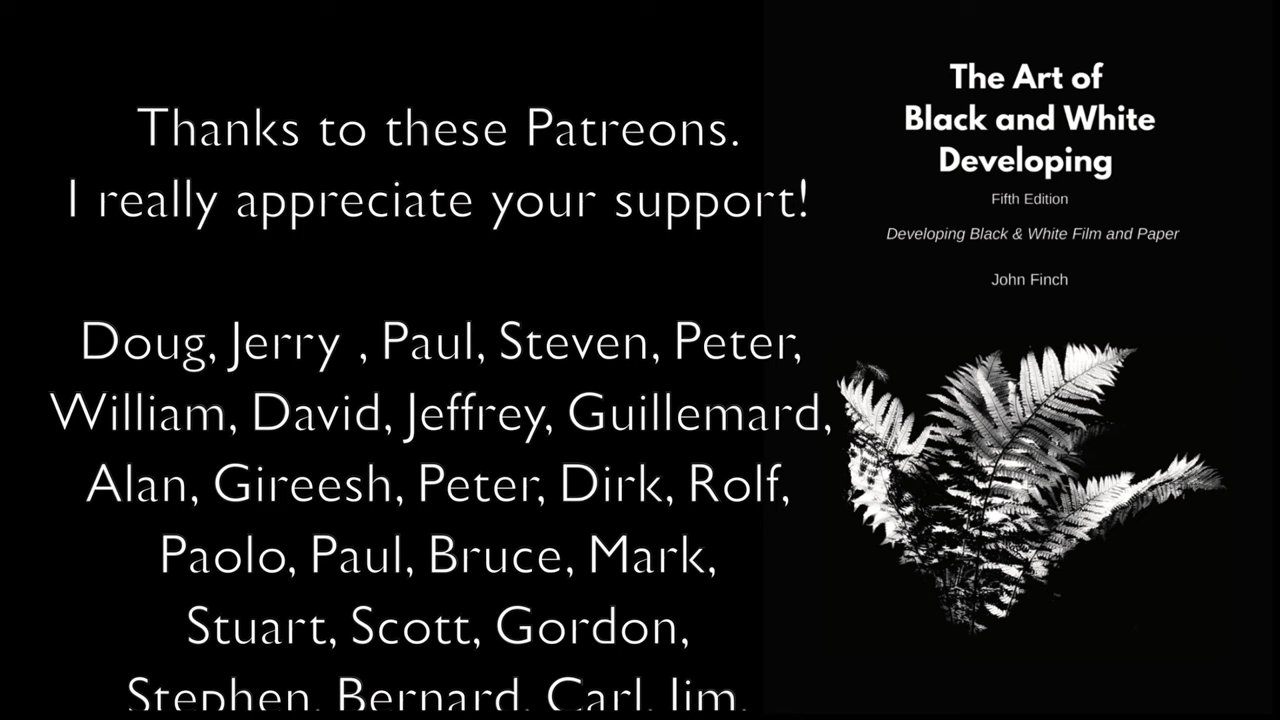 Thanks to these Patreons.
I really appreciate your support!
Doug, Jerry , Paul, Steven, Peter,
William, David, Jeffrey, Guillemard,
Alan, Gireesh, Peter, Dirk, Rolf,
Paolo, Paul, Bruce, Mark,
Stuart, Scott, Gordon,
Stephen, Bernard, Carl, Jim,
The Art of
Black and White
Developing
Fifth Edition
Developing Black & White Film and Paper
John Finch